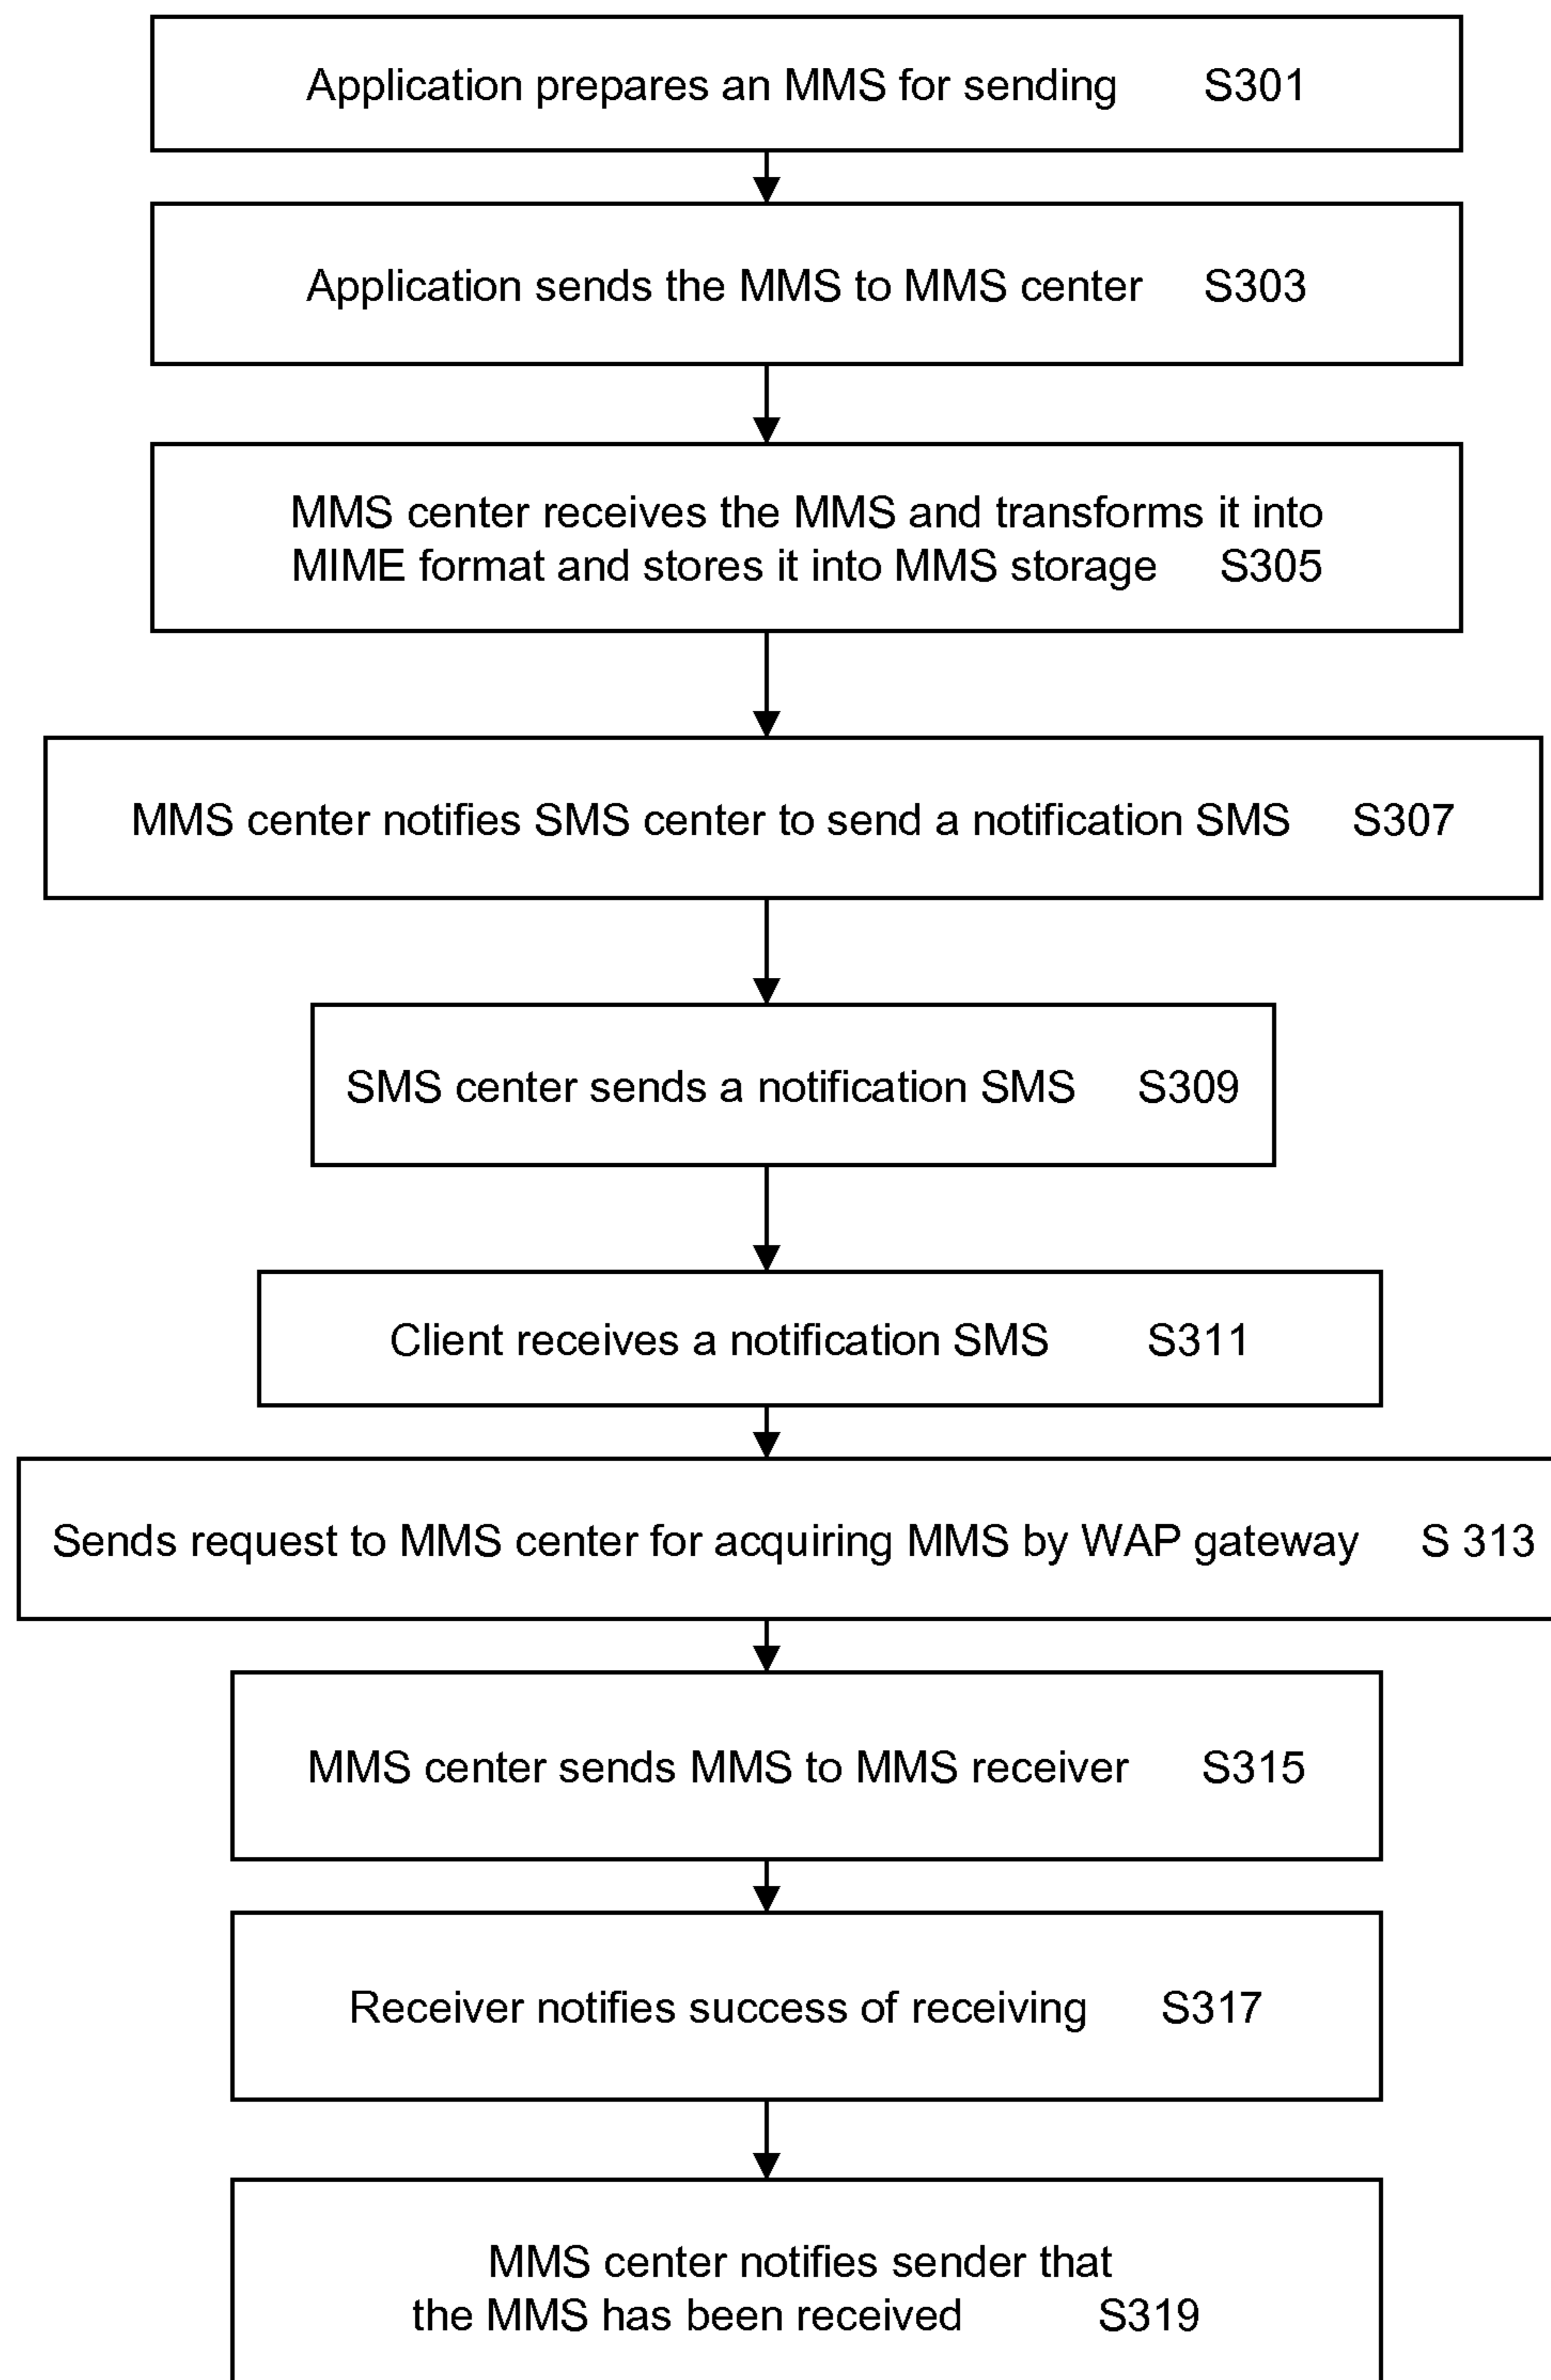 Application prepares an MMS for sending S301
Application sends the MMS to MMS center S303
MMS center receives the MMS and transforms it into
MIME format and stores it into MMS storage S305
MMS center notifies SMS center to send a notification SMS S307
SMS center sends a notification SMS S309
Client receives a notification SMS S311
Sends request to MMS center for acquiring MMS by WAP gateway S 313
MMS center sends MMS to MMS receiver S315
Receiver notifies success of receiving S317
MMS center notifies sender that
the MMS has been received S319